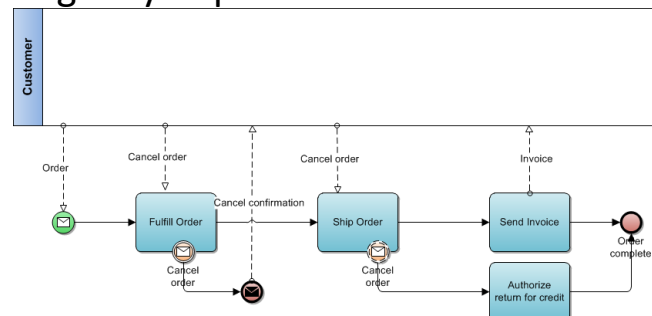 Customer
Order
Cancel order
Cancel order
Invoice
Cancel confirmation
Fulfill Order
Ship Order
Send Invoice
Cancel
order
Cancel
order
Order
complete
Authorize
return for credit